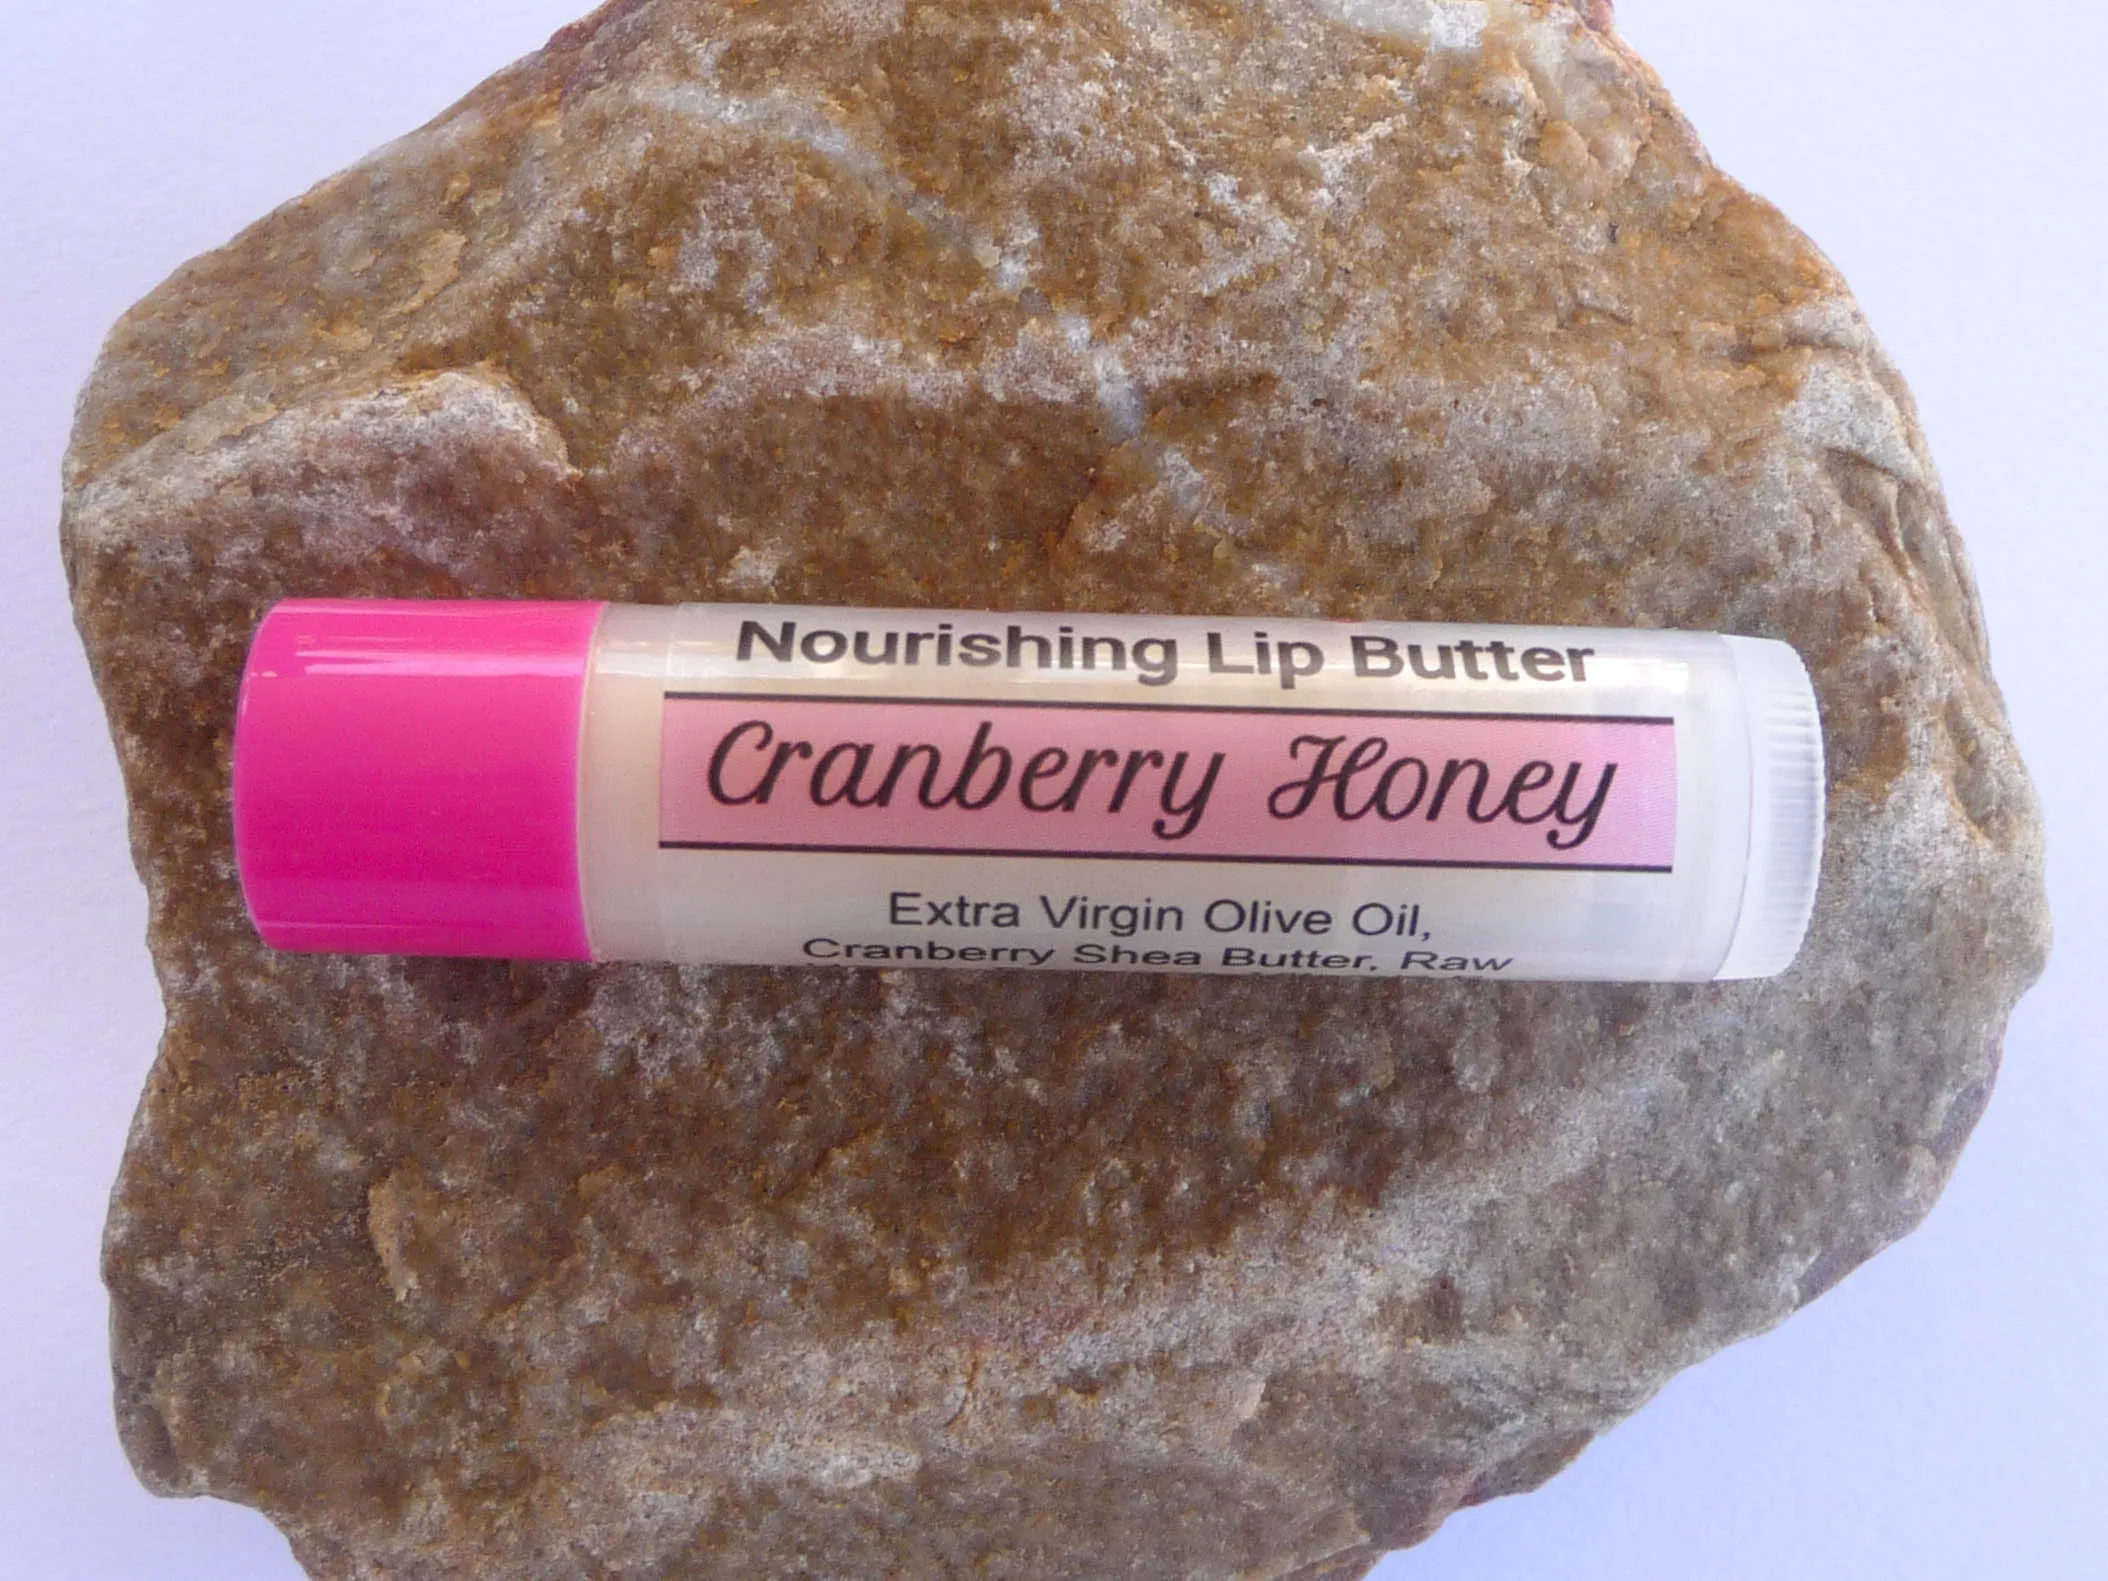 Nourishing Lip Butter
Cranberry Honey
Extra Virgin Olive Oil,
Cranberry Shea Butter, Raw